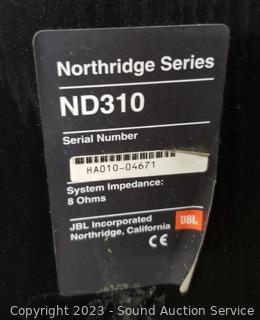 Northridge Series
ND310
Serial Number
HA010-04671
System Impedance:
8 Ohms
JBL Incorporated
Northridge, California
JBL
CE
Copyright © 2023 - Sound Auction Service